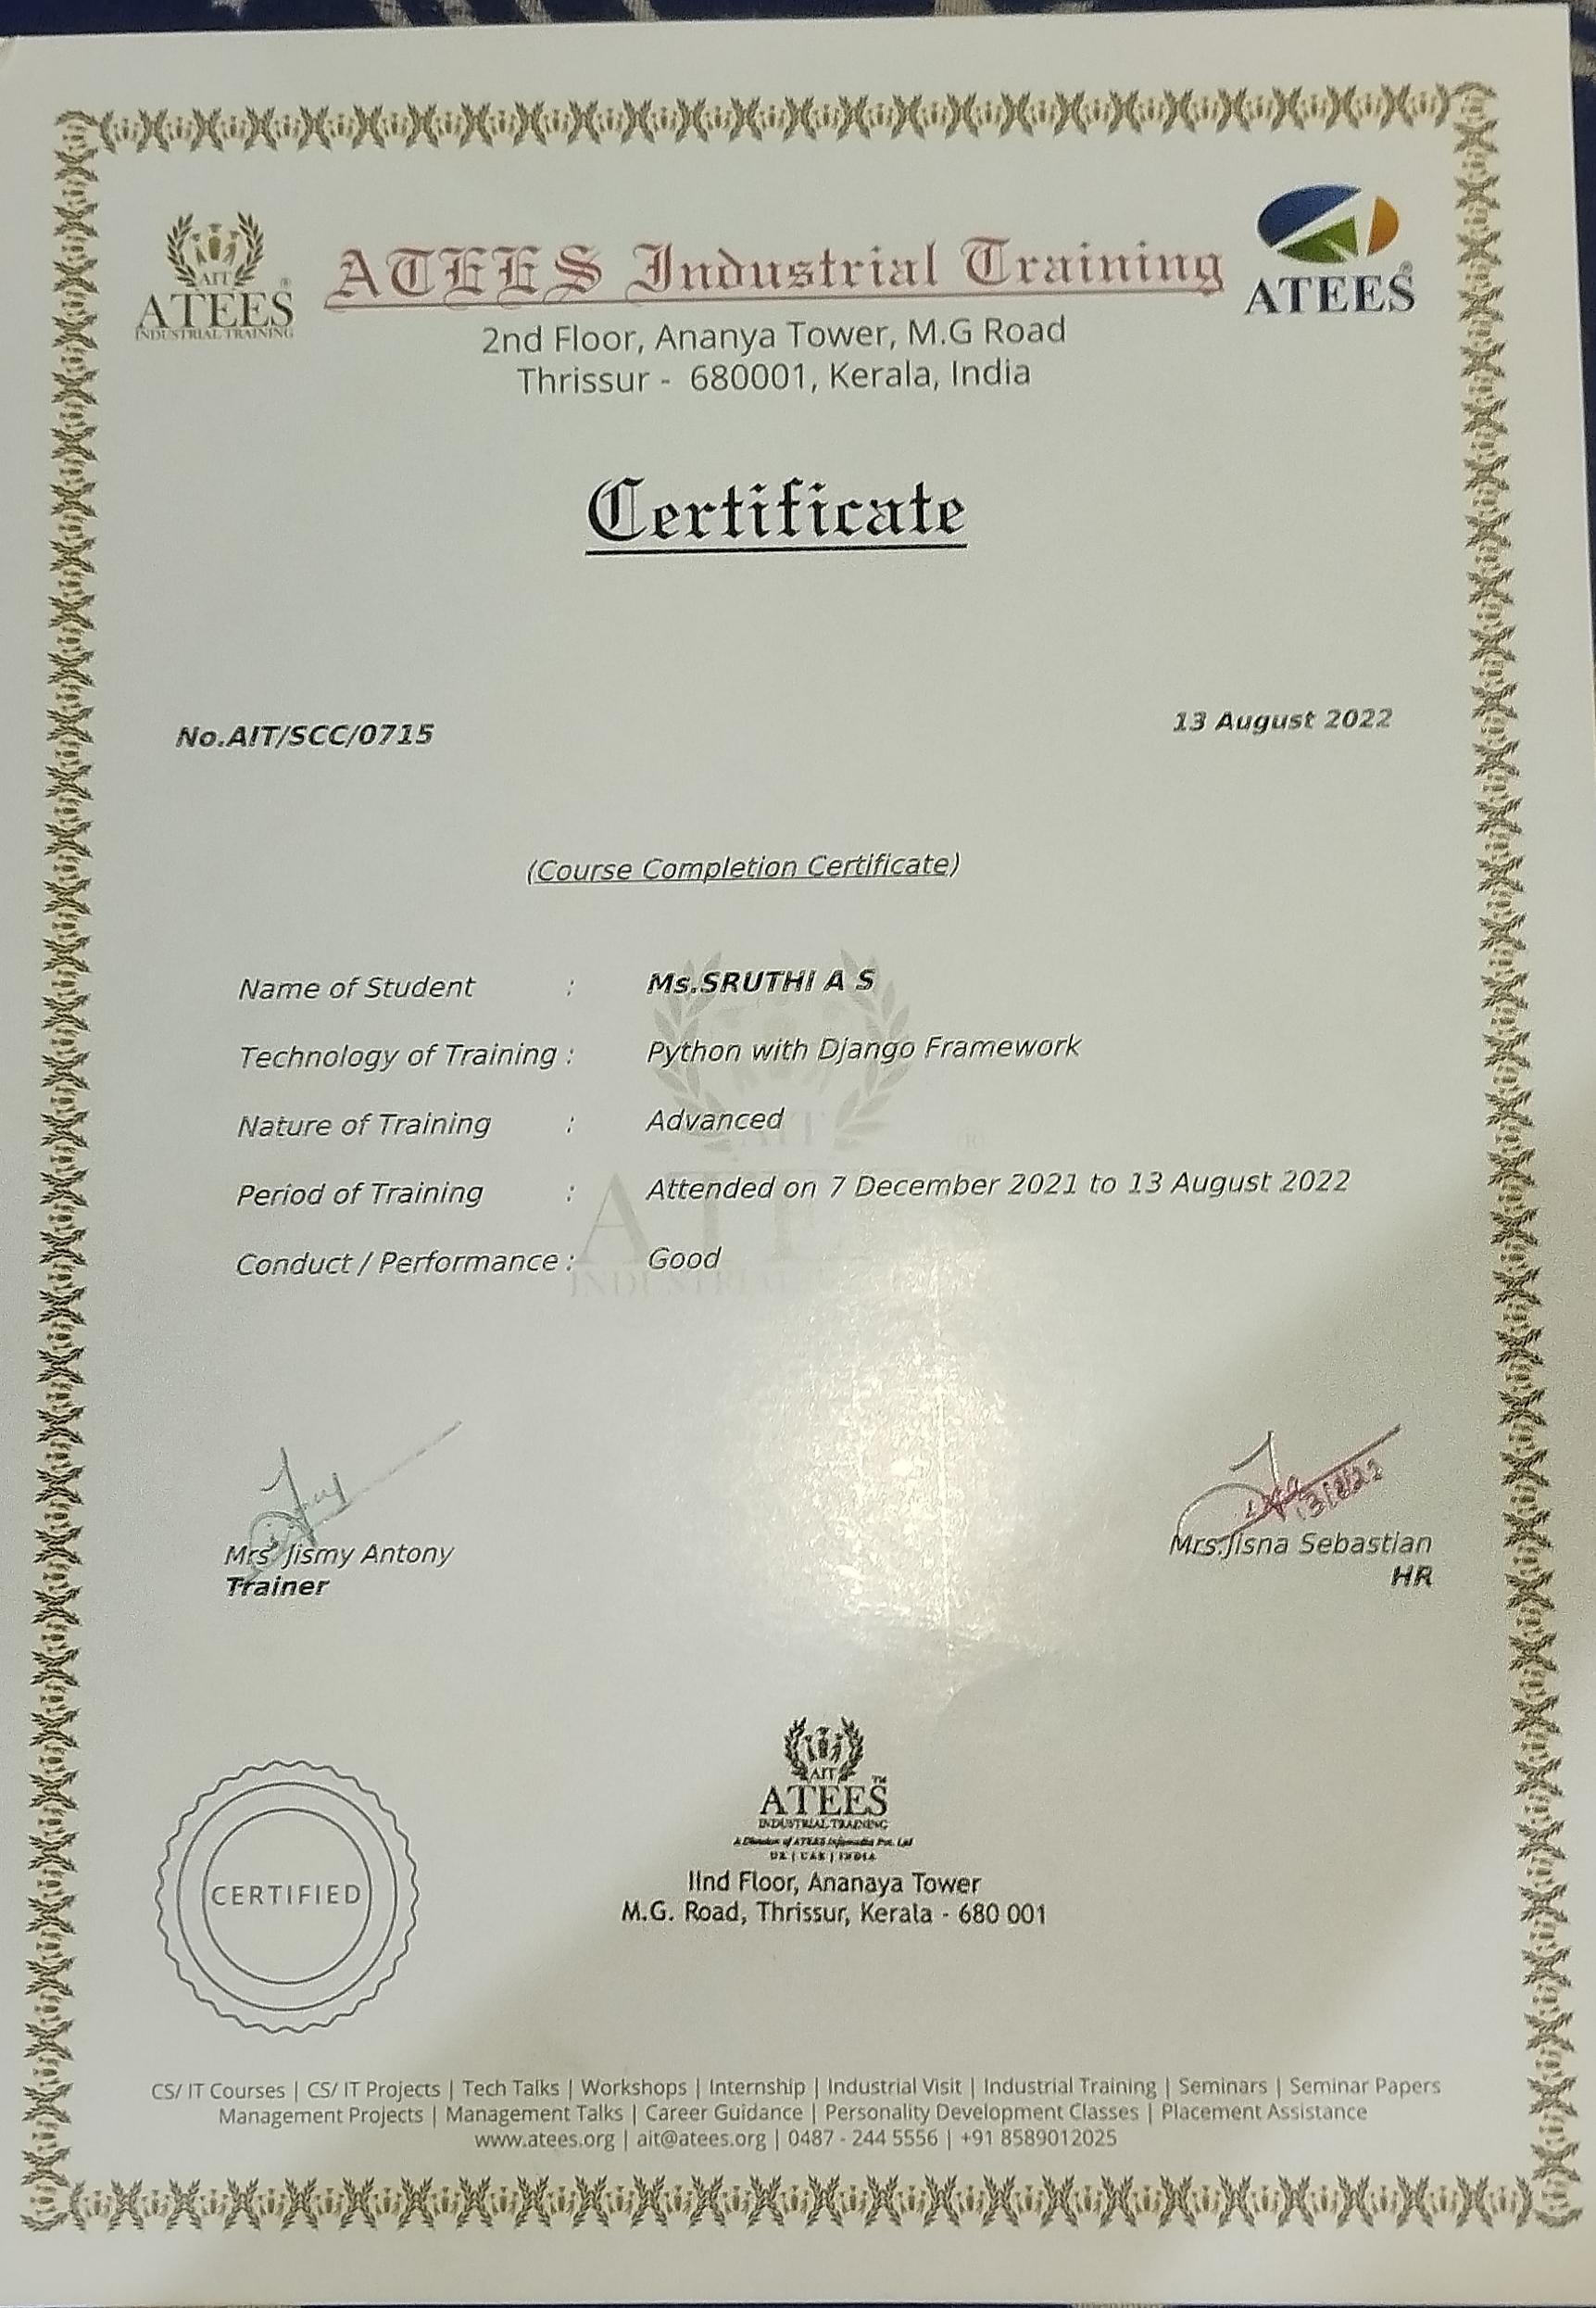 AIT
ATEES
INDUSTRIAL TRAINING
ATEES Industrial Training
ATEES
2nd Floor, Ananya Tower, M.G Road
Thrissur - 680001, Kerala, India
Certificate
No.AIT/SCC/0715
13 August 2022
(Course Completion Certificate)
Name of Student : Ms.SRUTHI A S
Technology of Training : Python with Django Framework
Nature of Training : Advanced
Period of Training : Attended on 7 December 2021 to 13 August 2022
Conduct / Performance : Good
13/8/22
Mrs. Jismy Antony
Trainer
Mrs.Jisna Sebastian
HR
AIT
ATEES
INDUSTRIAL TRAINING
A Division of ATEES Infomedia Pvt. Ltd
UK | UAE | INDIA
IInd Floor, Ananaya Tower
M.G. Road, Thrissur, Kerala - 680 001
CERTIFIED
CS/ IT Courses | CS/ IT Projects | Tech Talks | Workshops | Internship | Industrial Visit | Industrial Training | Seminars | Seminar Papers
Management Projects | Management Talks | Career Guidance | Personality Development Classes | Placement Assistance
www.atees.org | ait@atees.org | 0487 - 244 5556 | +91 8589012025